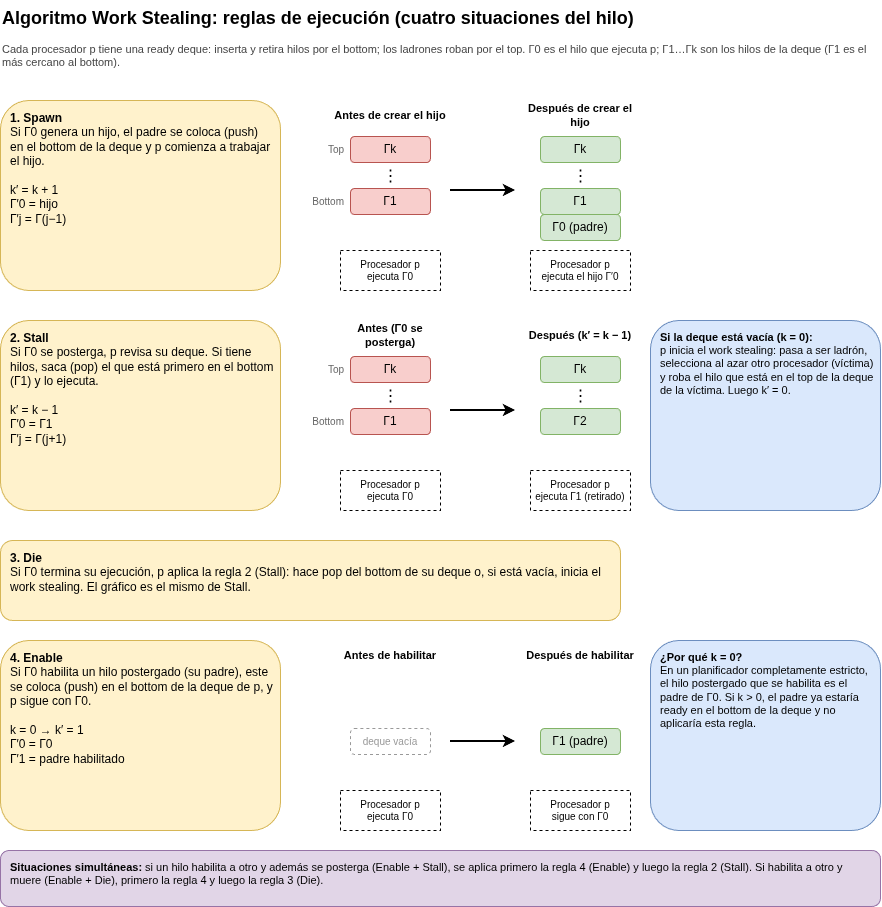 Algoritmo Work Stealing: reglas de ejecución (cuatro situaciones del hilo)
Cada procesador p tiene una ready deque: inserta y retira hilos por el bottom; los ladrones roban por el top. Γ0 es el hilo que ejecuta p; Γ1…Γk son los hilos de la deque (Γ1 es el
más cercano al bottom).
1. Spawn
Si Γ0 genera un hijo, el padre se coloca (push)
en el bottom de la deque y p comienza a trabajar
el hijo.
k′ = k + 1
Γ′0 = hijo
Γ′j = Γ(j−1)
Antes de crear el hijo
Top
Γk
⋮
Bottom
Γ1
Procesador p
ejecuta Γ0
Después de crear el
hijo
Γk
⋮
Γ1
Γ0 (padre)
Procesador p
ejecuta el hijo Γ′0
2. Stall
Si Γ0 se posterga, p revisa su deque. Si tiene
hilos, saca (pop) el que está primero en el bottom
(Γ1) y lo ejecuta.
k′ = k − 1
Γ′0 = Γ1
Γ′j = Γ(j+1)
Antes (Γ0 se
posterga)
Top
Γk
⋮
Bottom
Γ1
Procesador p
ejecuta Γ0
Después (k′ = k − 1)
Γk
⋮
Γ2
Procesador p
ejecuta Γ1 (retirado)
Si la deque está vacía (k = 0):
p inicia el work stealing: pasa a ser ladrón,
selecciona al azar otro procesador (víctima)
y roba el hilo que está en el top de la deque
de la víctima. Luego k′ = 0.
3. Die
Si Γ0 termina su ejecución, p aplica la regla 2 (Stall): hace pop del bottom de su deque o, si está vacía, inicia el
work stealing. El gráfico es el mismo de Stall.
4. Enable
Si Γ0 habilita un hilo postergado (su padre), este
se coloca (push) en el bottom de la deque de p, y
p sigue con Γ0.
k = 0 → k′ = 1
Γ′0 = Γ0
Γ′1 = padre habilitado
Antes de habilitar
deque vacía
Procesador p
ejecuta Γ0
Después de habilitar
Γ1 (padre)
Procesador p
sigue con Γ0
¿Por qué k = 0?
En un planificador completamente estricto,
el hilo postergado que se habilita es el
padre de Γ0. Si k > 0, el padre ya estaría
ready en el bottom de la deque y no
aplicaría esta regla.
Situaciones simultáneas: si un hilo habilita a otro y además se posterga (Enable + Stall), se aplica primero la regla 4 (Enable) y luego la regla 2 (Stall). Si habilita a otro y
muere (Enable + Die), primero la regla 4 y luego la regla 3 (Die).